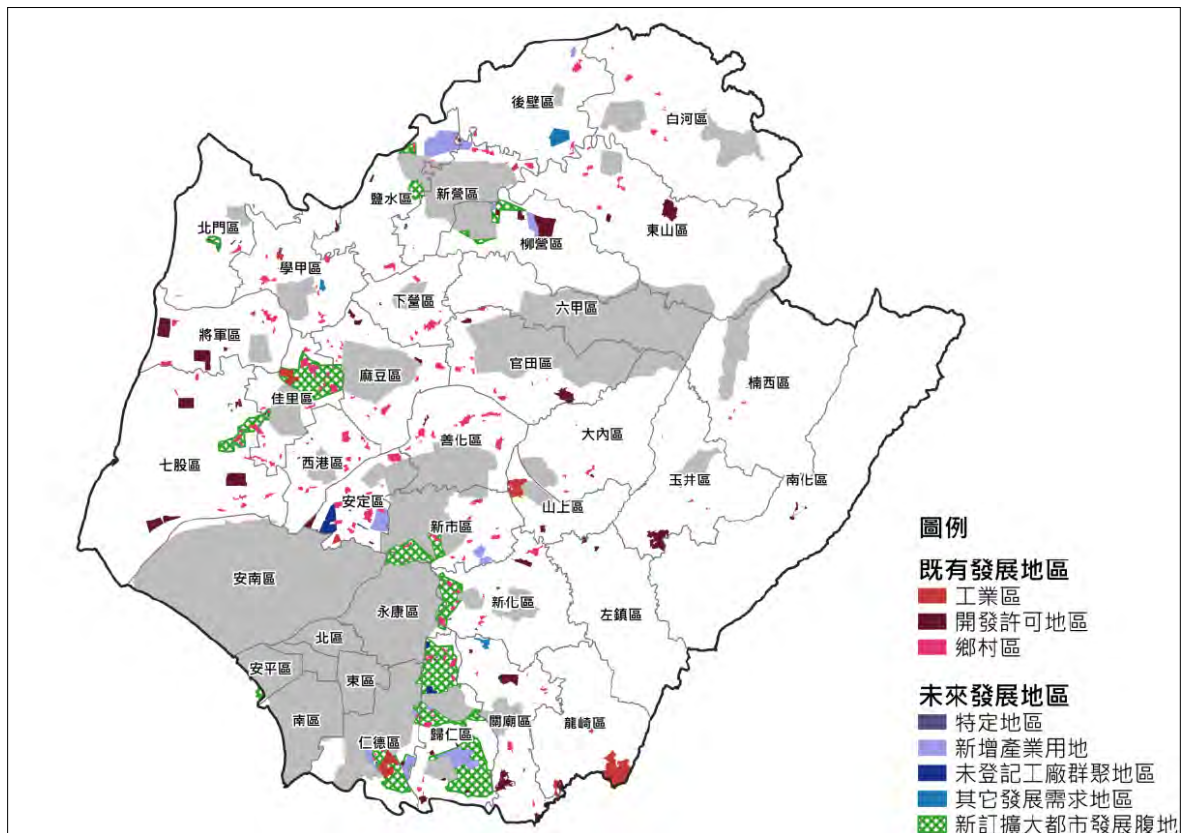 後壁區
白河區
鹽水區
新營區
北門區
東山區
柳營區
學甲區
下營區
六甲區
將軍區
官田區
麻豆區
楠西區
佳里區
大內區
善化區
七股區
西港區
玉井區
南化區
安定區
山上區
新市區
安南區
新化區
永康區
左鎮區
北區
安平區
東區
南區
關廟區
龍崎區
歸仁區
仁德區
圖例
既有發展地區
工業區
開發許可地區
鄉村區
未來發展地區
特定地區
新增產業用地
未登記工廠群聚地區
其它發展需求地區
新訂擴大都市發展腹地